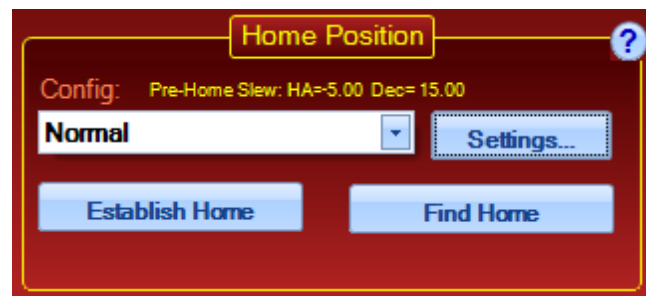 Home Position
?
Config: Pre-Home Slew: HA=-5.00 Dec= 15.00
Normal
Settings...
Establish Home
Find Home